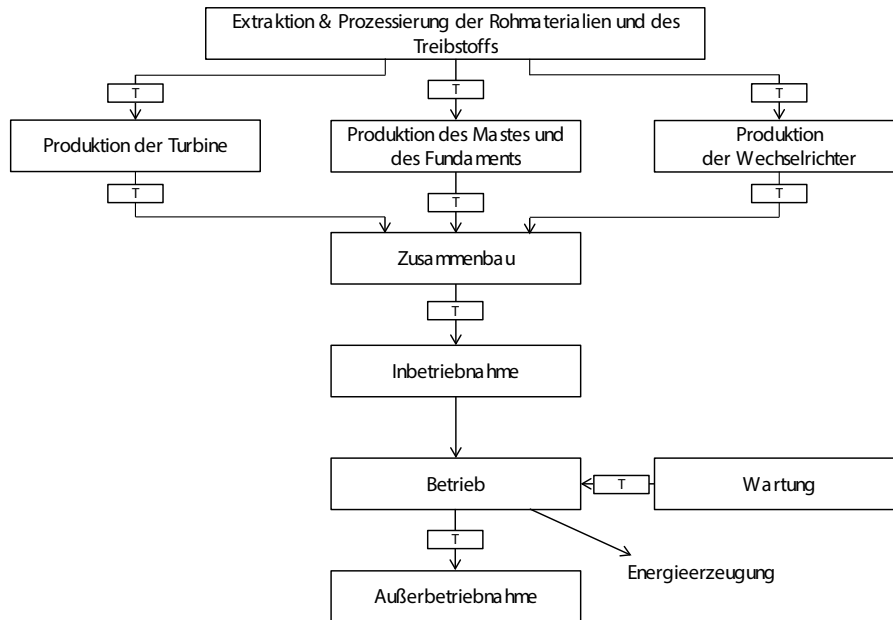 Extraktion & Prozessierung der Rohmaterialien und des
Treibstoffs
T
T
T
Produktion der Turbine
Produktion des Mastes und
des Fundaments
Produktion
der Wechselrichter
T
T
T
Zusammenbau
T
Inbetriebnahme
Betrieb
T
Wartung
T
Energieerzeugung
Außerbetriebnahme